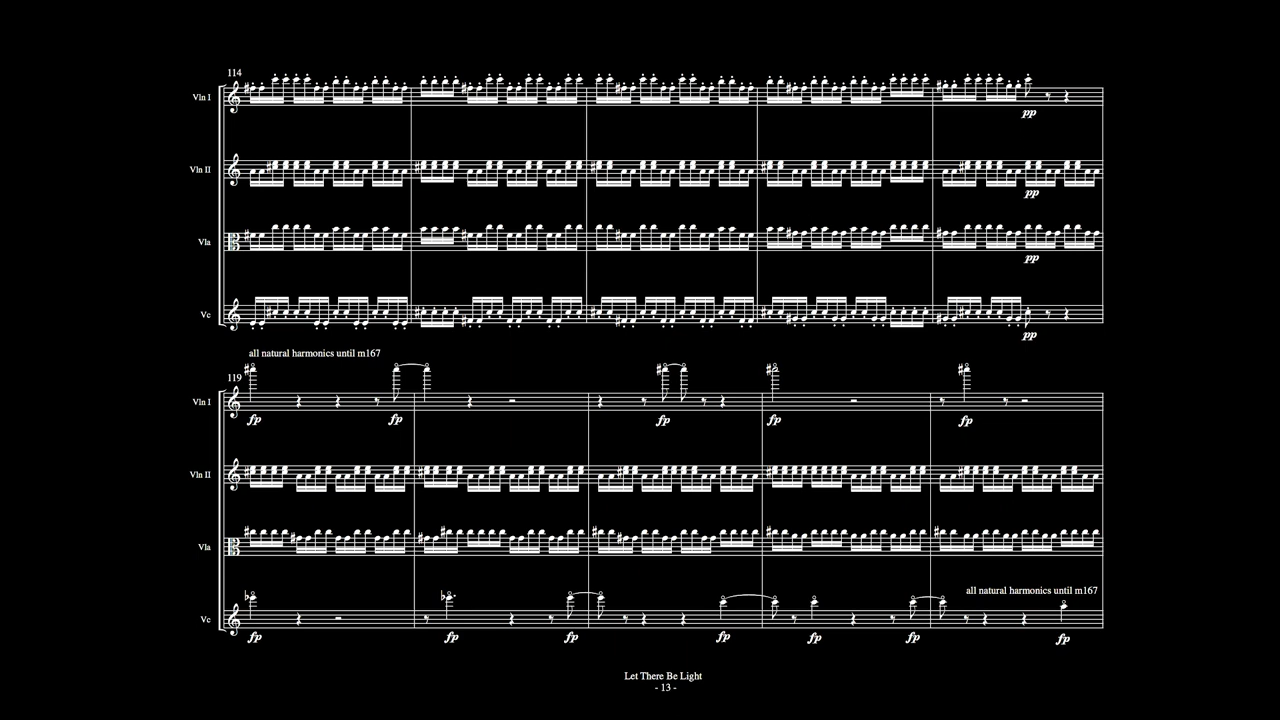 114
Vln I
pp
Vln II
pp
Vla
pp
Vc
pp
all natural harmonics until m167
119
Vln I
fp fp fp fp fp
Vln II
Vla
all natural harmonics until m167
Vc
fp fp fp fp fp fp fp
Let There Be Light
- 13 -